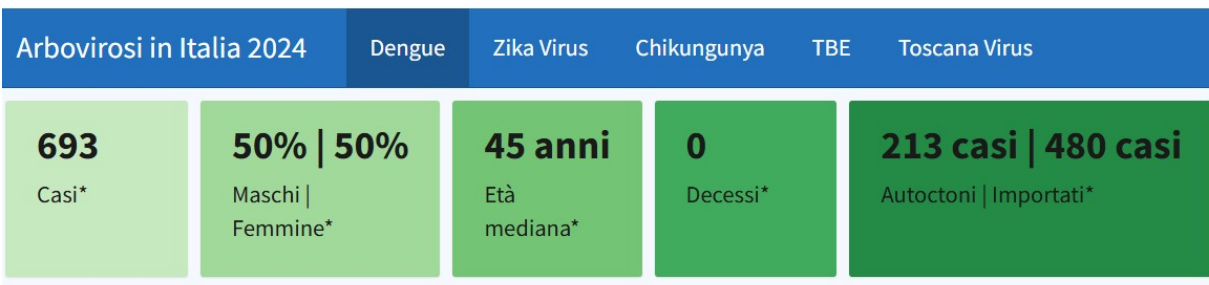 Arbovirosi in Italia 2024 Dengue Zika Virus Chikungunya TBE Toscana Virus
693
Casi*
50% | 50%
Maschi |
Femmine*
45 anni
Età
mediana*
0
Decessi*
213 casi | 480 casi
Autoctoni | Importati*